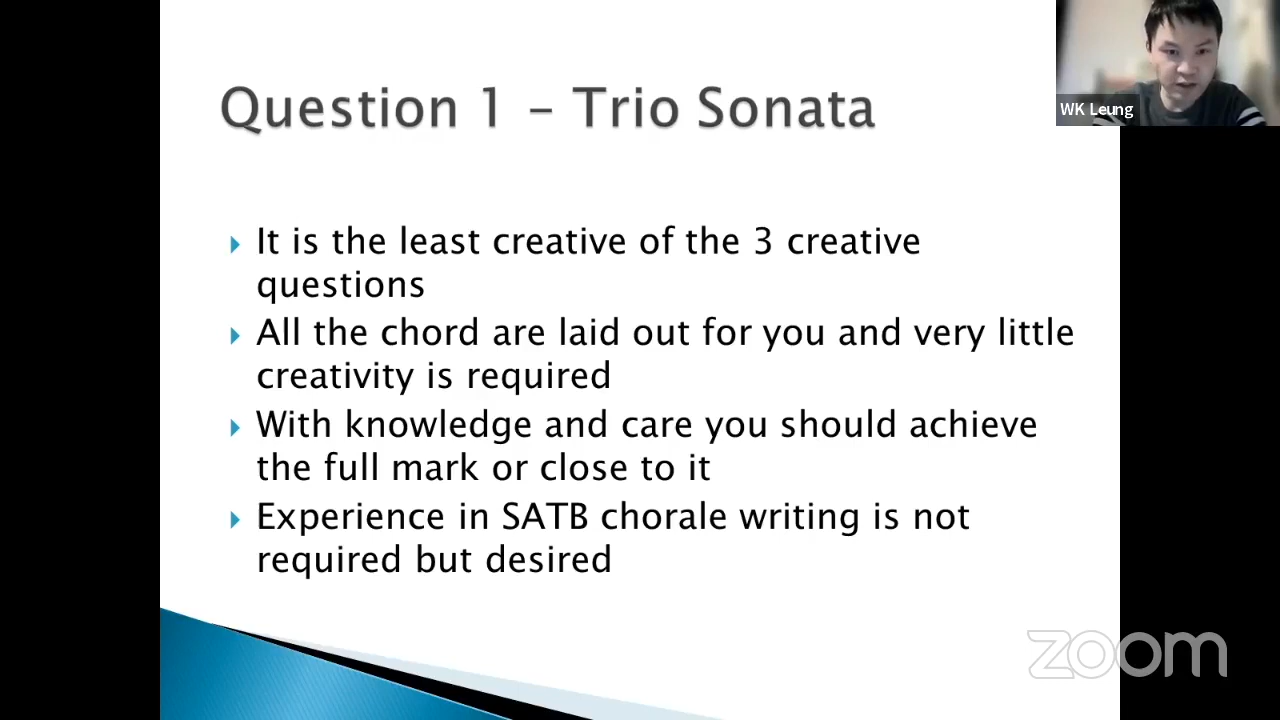 Question 1 – Trio Sonata
WK Leung
It is the least creative of the 3 creative
questions
All the chord are laid out for you and very little
creativity is required
With knowledge and care you should achieve
the full mark or close to it
Experience in SATB chorale writing is not
required but desired
zoom